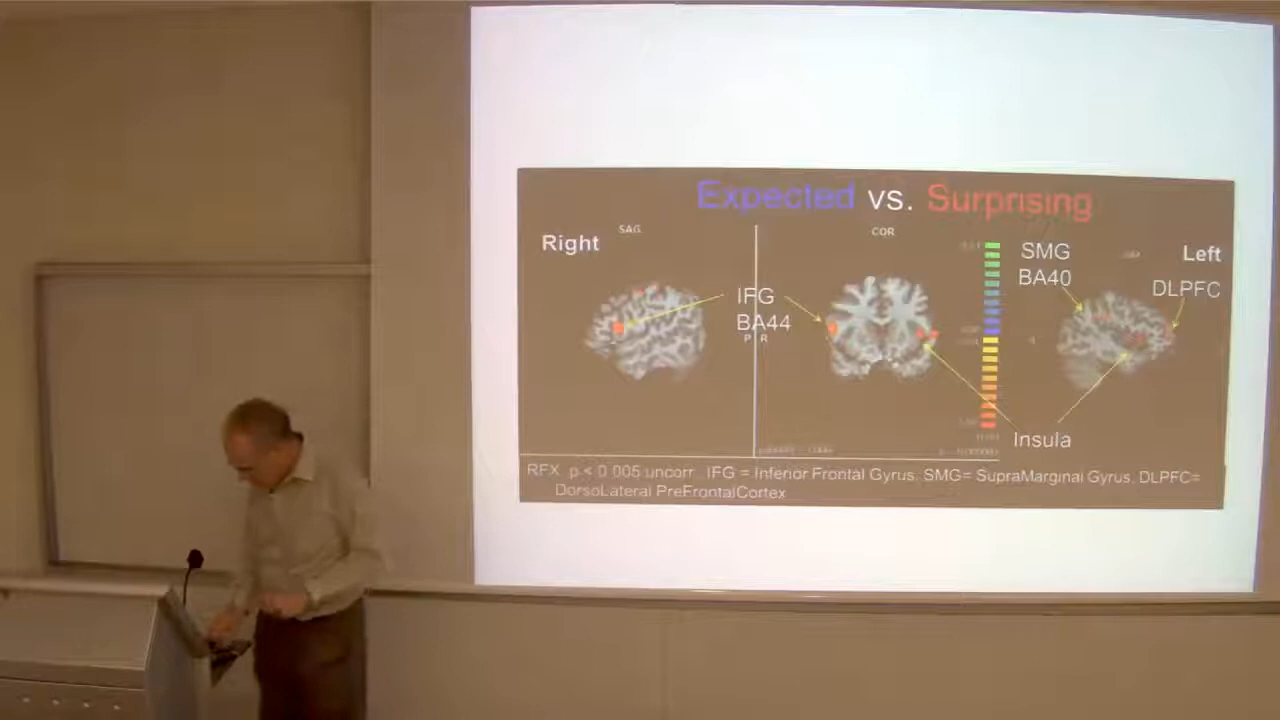 Expected vs. Surprising
Right
SAG
COR
SMG
BA40
Left
DLPFC
IFG
BA44
Insula
RFX p < 0.005 uncorr IFG = Inferior Frontal Gyrus, SMG= SupraMarginal Gyrus, DLPFC=
DorsoLateral PreFrontalCortex